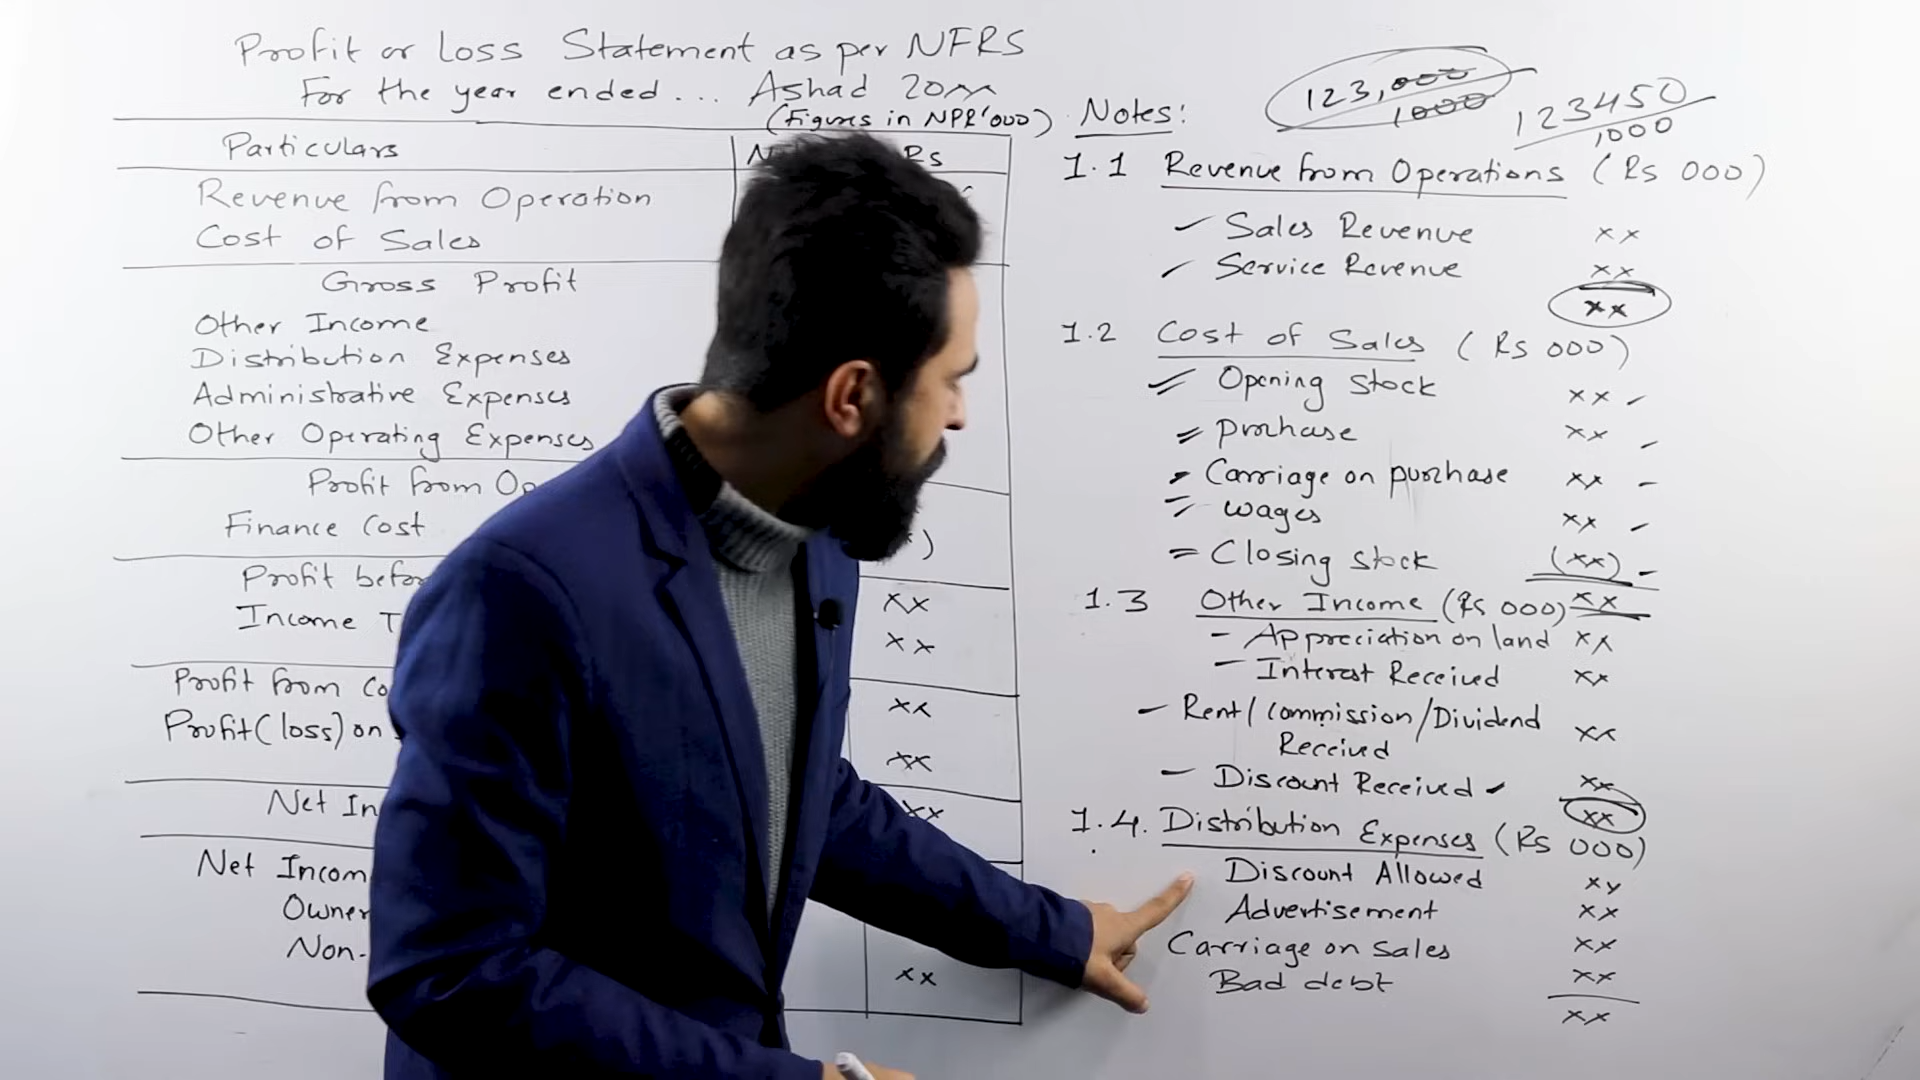 Profit or Loss Statement as per NFRS
For the year ended... Ashad 20
(Figures in NPR'000)
Particulars Rs
Revenue from Operation
Cost of Sales
Gross Profit
Other Income
Distribution Expenses
Administrative Expenses
Other Operating Expenses
Profit from Op
Finance Cost )
Profit befor
Income T xx
xx
Profit from Co xx
Profit (loss) on xx
Net In xx
Net Incom
Owner
Non- xx
Notes:
123,000
1000
123450
1000
1.1 Revenue from Operations (Rs 000)
- Sales Revenue xx
- Service Revenue xx
xx
1.2 Cost of Sales (Rs 000)
= Opening stock xx -
= purchase xx -
- Carriage on purchase xx -
= wages xx -
= Closing stock (xx) -
1.3 Other Income (Rs 000) xx
- Appreciation on land xx
- Interest Received xx
- Rent/Commission/Dividend
Received xx
- Discount Received xx
xx
1.4. Distribution Expenses (Rs 000)
Discount Allowed xy
Advertisement xx
Carriage on sales xx
Bad debt xx
xx